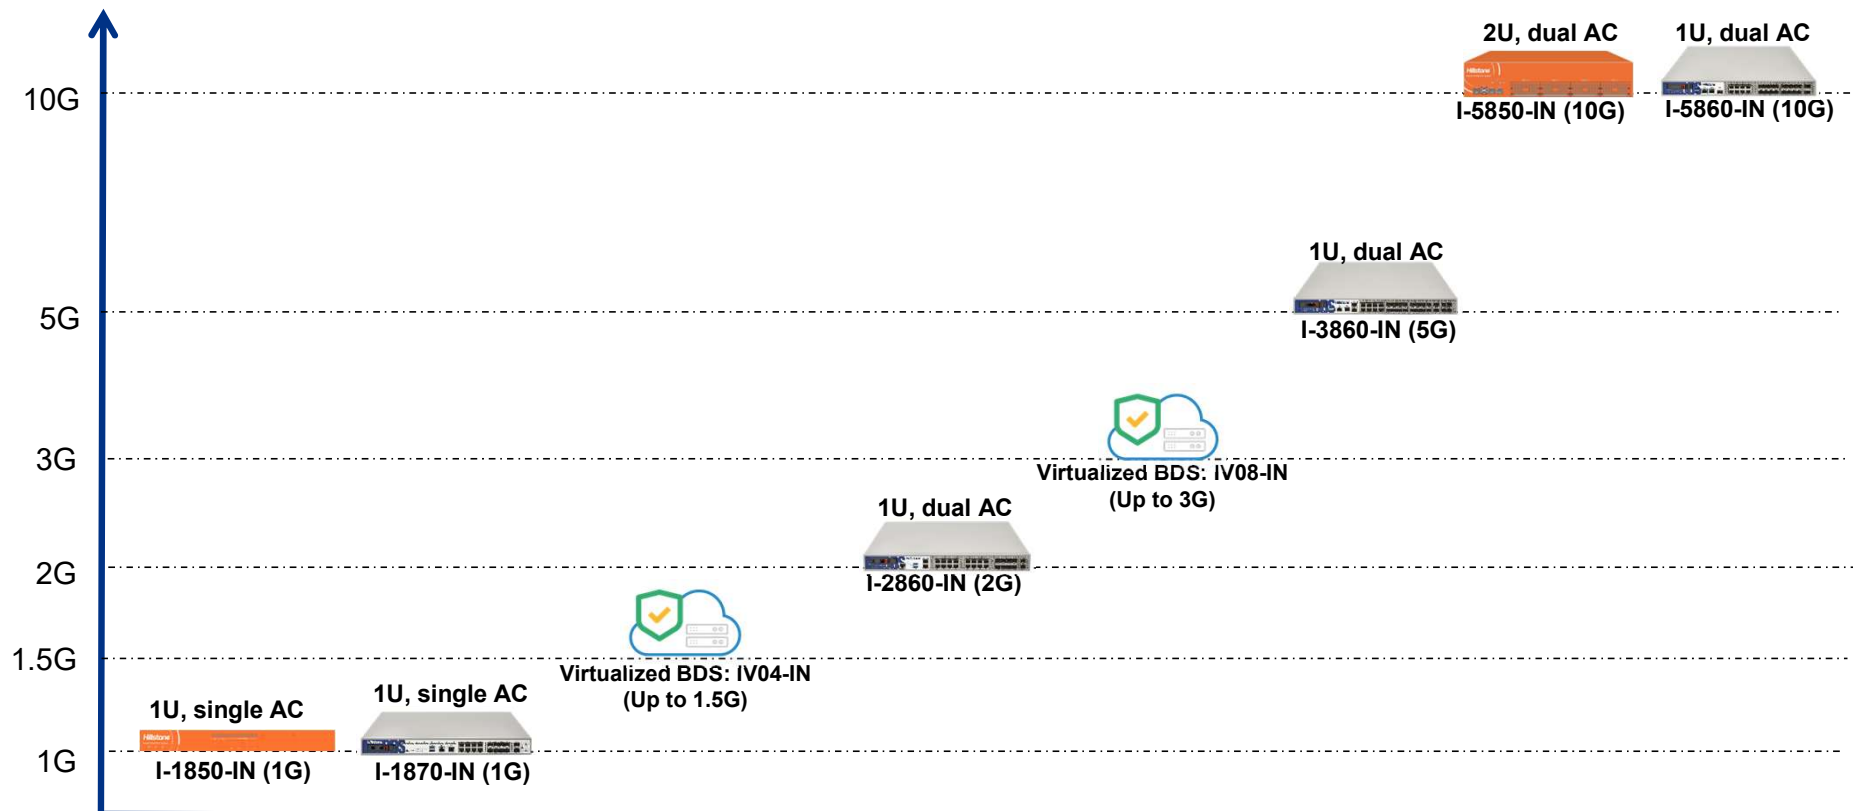 2U, dual AC
1U, dual AC
10G
I-5850-IN (10G)
I-5860-IN (10G)
1U, dual AC
5G
I-3860-IN (5G)
3G
Virtualized BDS: IV08-IN
(Up to 3G)
1U, dual AC
2G
I-2860-IN (2G)
1.5G
Virtualized BDS: IV04-IN
(Up to 1.5G)
1U, single AC
1U, single AC
Hillstone
Hillstone
1G
I-1850-IN (1G)
I-1870-IN (1G)